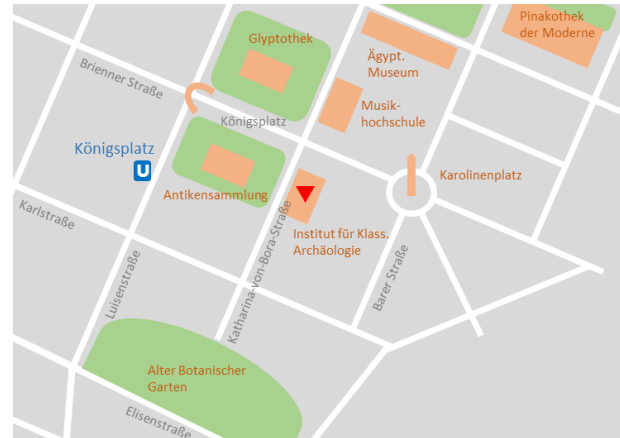 Pinakothek
der Moderne
Glyptothek
Ägypt.
Museum
Brienner Straße
Musik-
hochschule
Königsplatz
Königsplatz
U
Karolinenplatz
Antikensammlung
Karlstraße
Institut für Klass.
Archäologie
Katharina-von-Bora-Straße
Barer Straße
Luisenstraße
Alter Botanischer
Garten
Elisenstraße